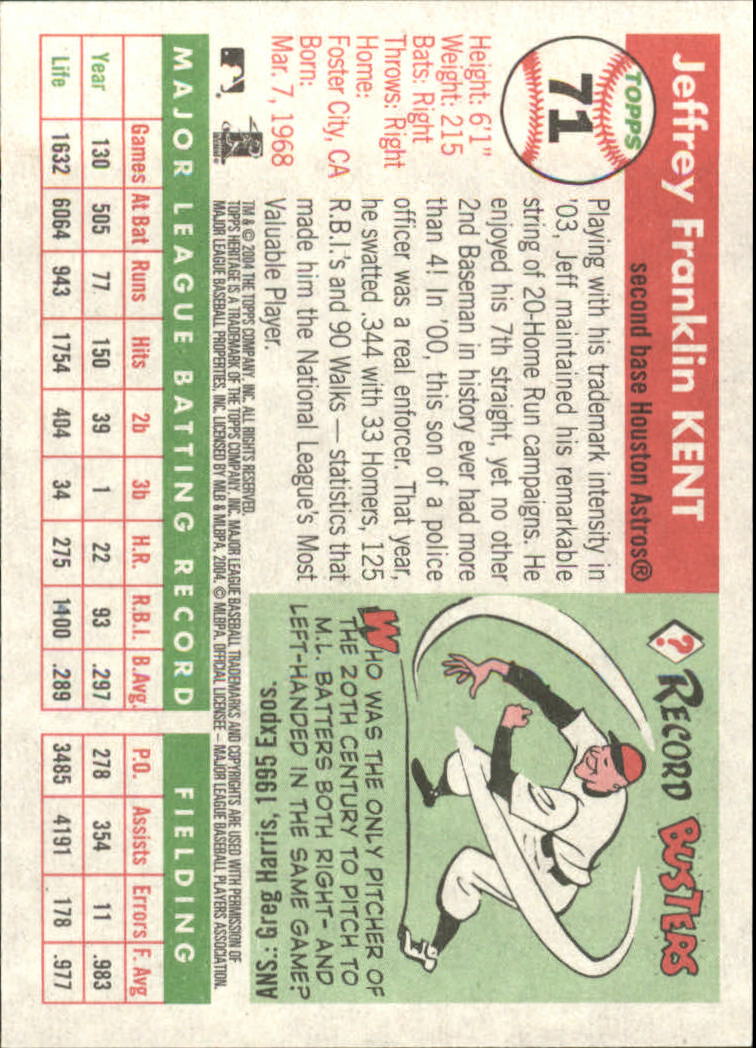 Jeffrey Franklin KENT
second base Houston Astros®
TOPPS
71
Height: 6'1"
Weight: 215
Bats: Right
Throws: Right
Home:
Foster City, CA
Born:
Mar. 7, 1968
Playing with his trademark intensity in
'03, Jeff maintained his remarkable
string of 20-Home Run campaigns. He
enjoyed his 7th straight, yet no other
2nd Baseman in history ever had more
than 4! In '00, this son of a police
officer was a real enforcer. That year,
he swatted .344 with 33 Homers, 125
R.B.I.'s and 90 Walks — statistics that
made him the National League's Most
Valuable Player.
TM & © 2004 THE TOPPS COMPANY, INC. ALL RIGHTS RESERVED.
TOPPS HERITAGE IS A TRADEMARK OF THE TOPPS COMPANY, INC. MAJOR LEAGUE BASEBALL TRADEMARKS AND COPYRIGHTS ARE USED WITH PERMISSION OF
MAJOR LEAGUE BASEBALL PROPERTIES, INC. LICENSED BY MLB & MLBPA, 2004. © MLBPA. OFFICIAL LICENSEE – MAJOR LEAGUE BASEBALL PLAYERS ASSOCIATION.
? RECORD BUSTERS
WHO WAS THE ONLY PITCHER OF
THE 20TH CENTURY TO PITCH TO
M.L. BATTERS BOTH RIGHT- AND
LEFT-HANDED IN THE SAME GAME?
ANS.: Greg Harris, 1995 Expos.
MAJOR LEAGUE BATTING RECORD
Games At Bat Runs Hits 2b 3b H.R. R.B.I. B.Avg.
Year 130 505 77 150 39 1 22 93 .297
Life 1632 6064 943 1754 404 34 275 1400 .289
FIELDING
P.O. Assists Errors F. Avg
278 354 11 .983
3485 4191 178 .977